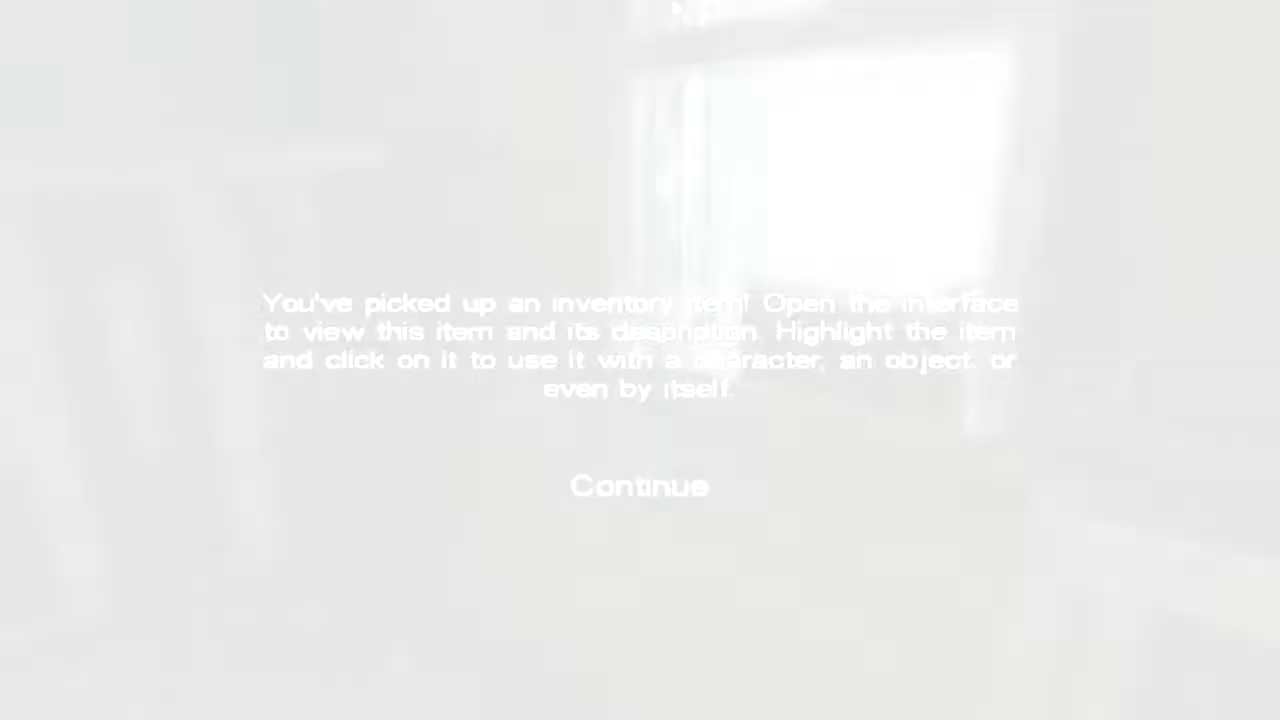 You've picked up an inventory item! Open the interface
to view this item and its description. Highlight the item
and click on it to use it with a character, an object, or
even by itself.
Continue